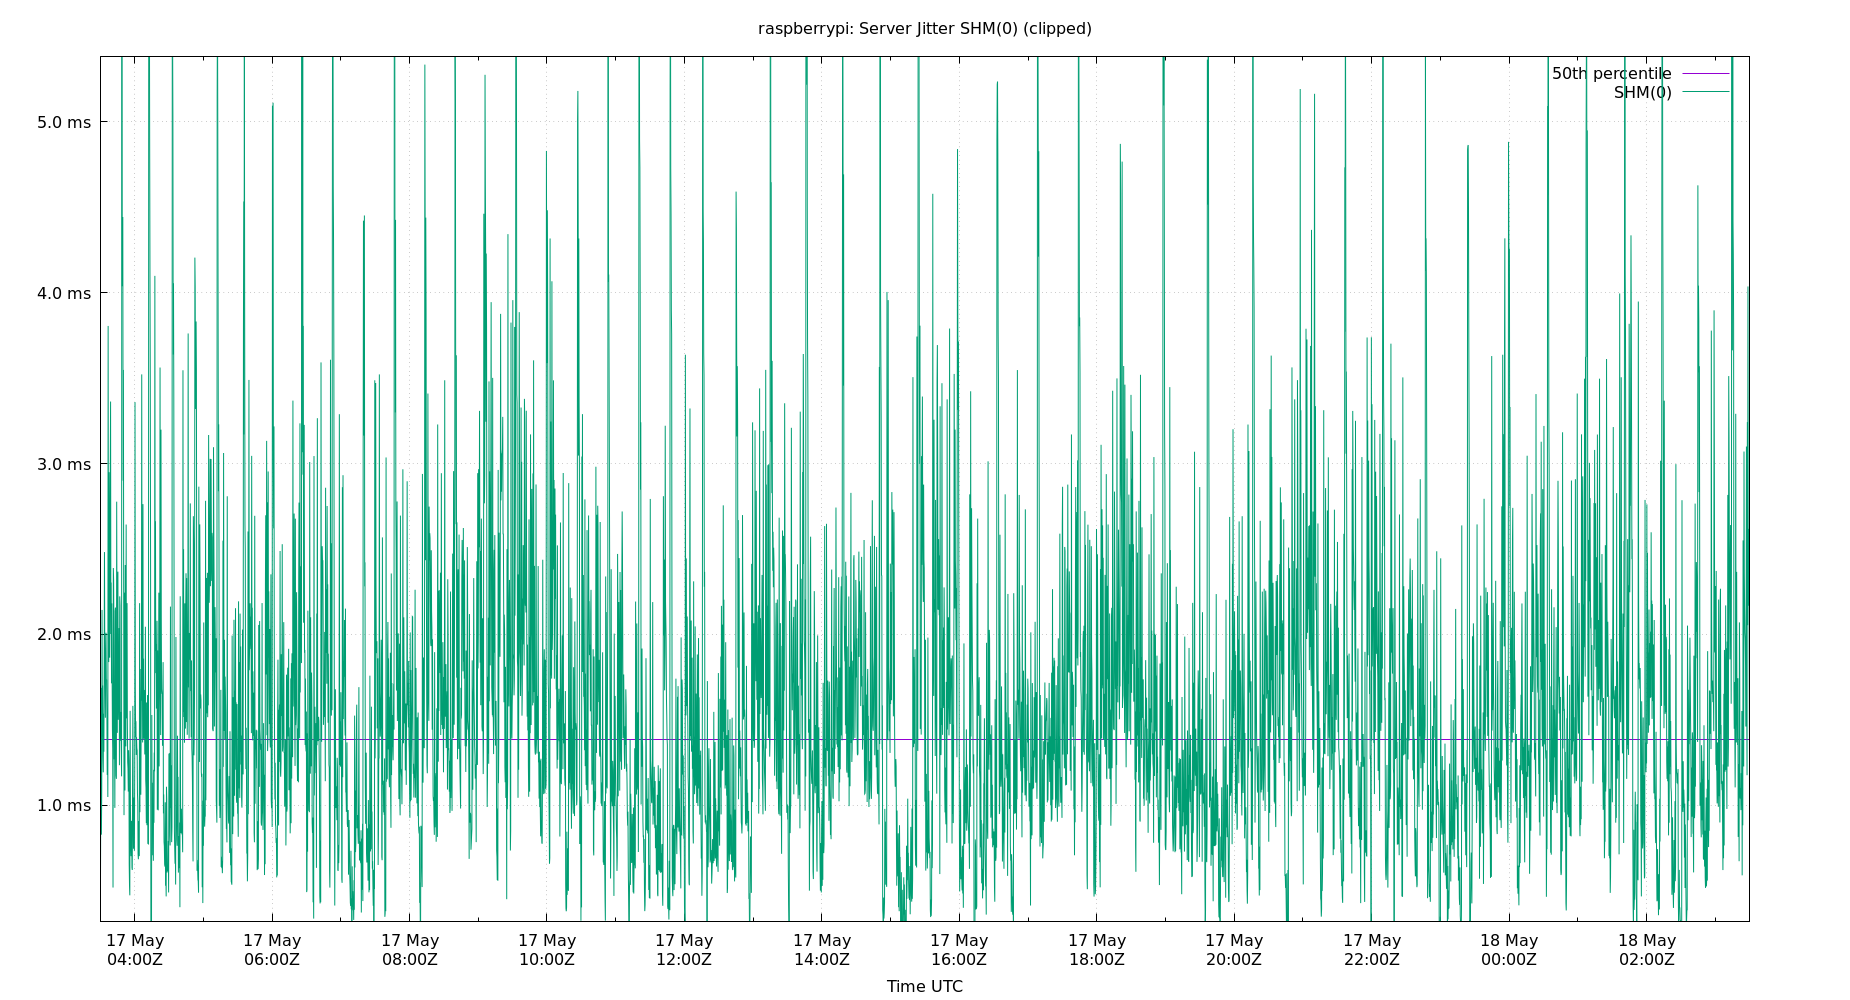 raspberrypi: Server Jitter SHM(0) (clipped)
50th percentile
SHM(0)
5.0 ms
4.0 ms
3.0 ms
2.0 ms
1.0 ms
17 May 17 May 17 May 17 May 17 May 17 May 17 May 17 May 17 May 17 May 18 May 18 May
04:00Z 06:00Z 08:00Z 10:00Z 12:00Z 14:00Z 16:00Z 18:00Z 20:00Z 22:00Z 00:00Z 02:00Z
Time UTC